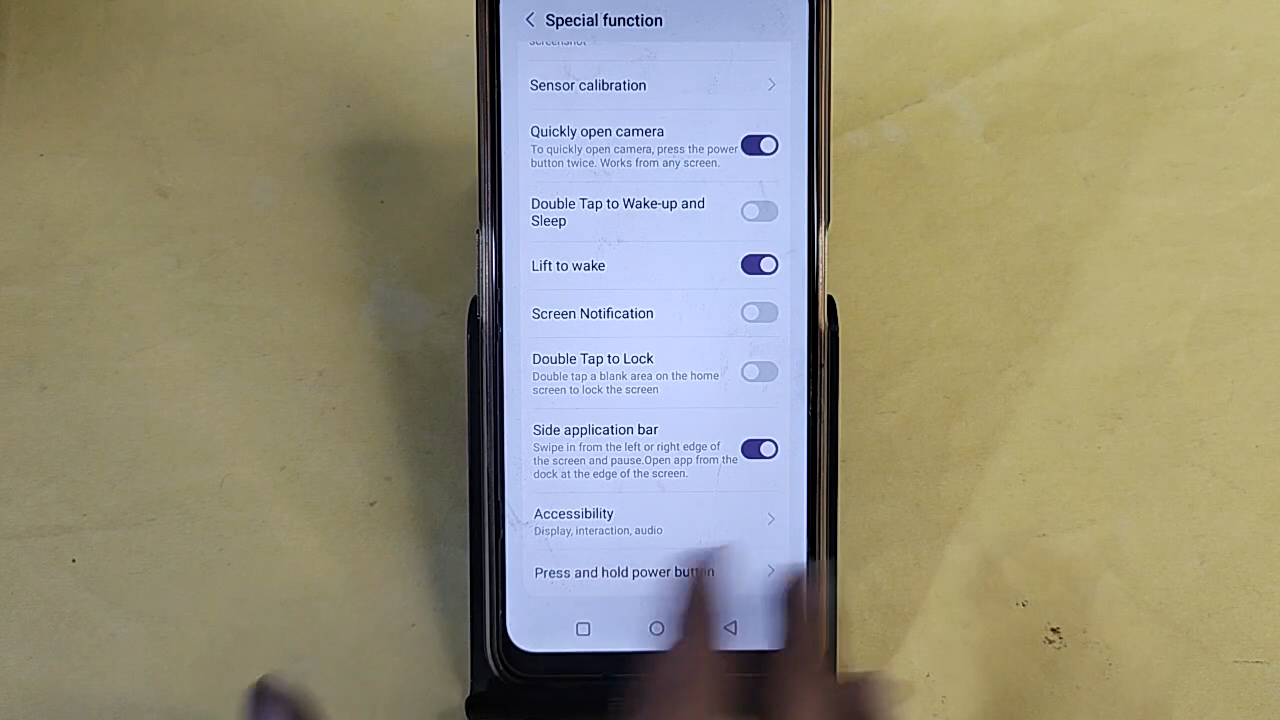 Special function
screenshot
Sensor calibration
Quickly open camera
To quickly open camera, press the power
button twice. Works from any screen.
Double Tap to Wake-up and
Sleep
Lift to wake
Screen Notification
Double Tap to Lock
Double tap a blank area on the home
screen to lock the screen
Side application bar
Swipe in from the left or right edge of
the screen and pause.Open app from the
dock at the edge of the screen.
Accessibility
Display, interaction, audio
Press and hold power button